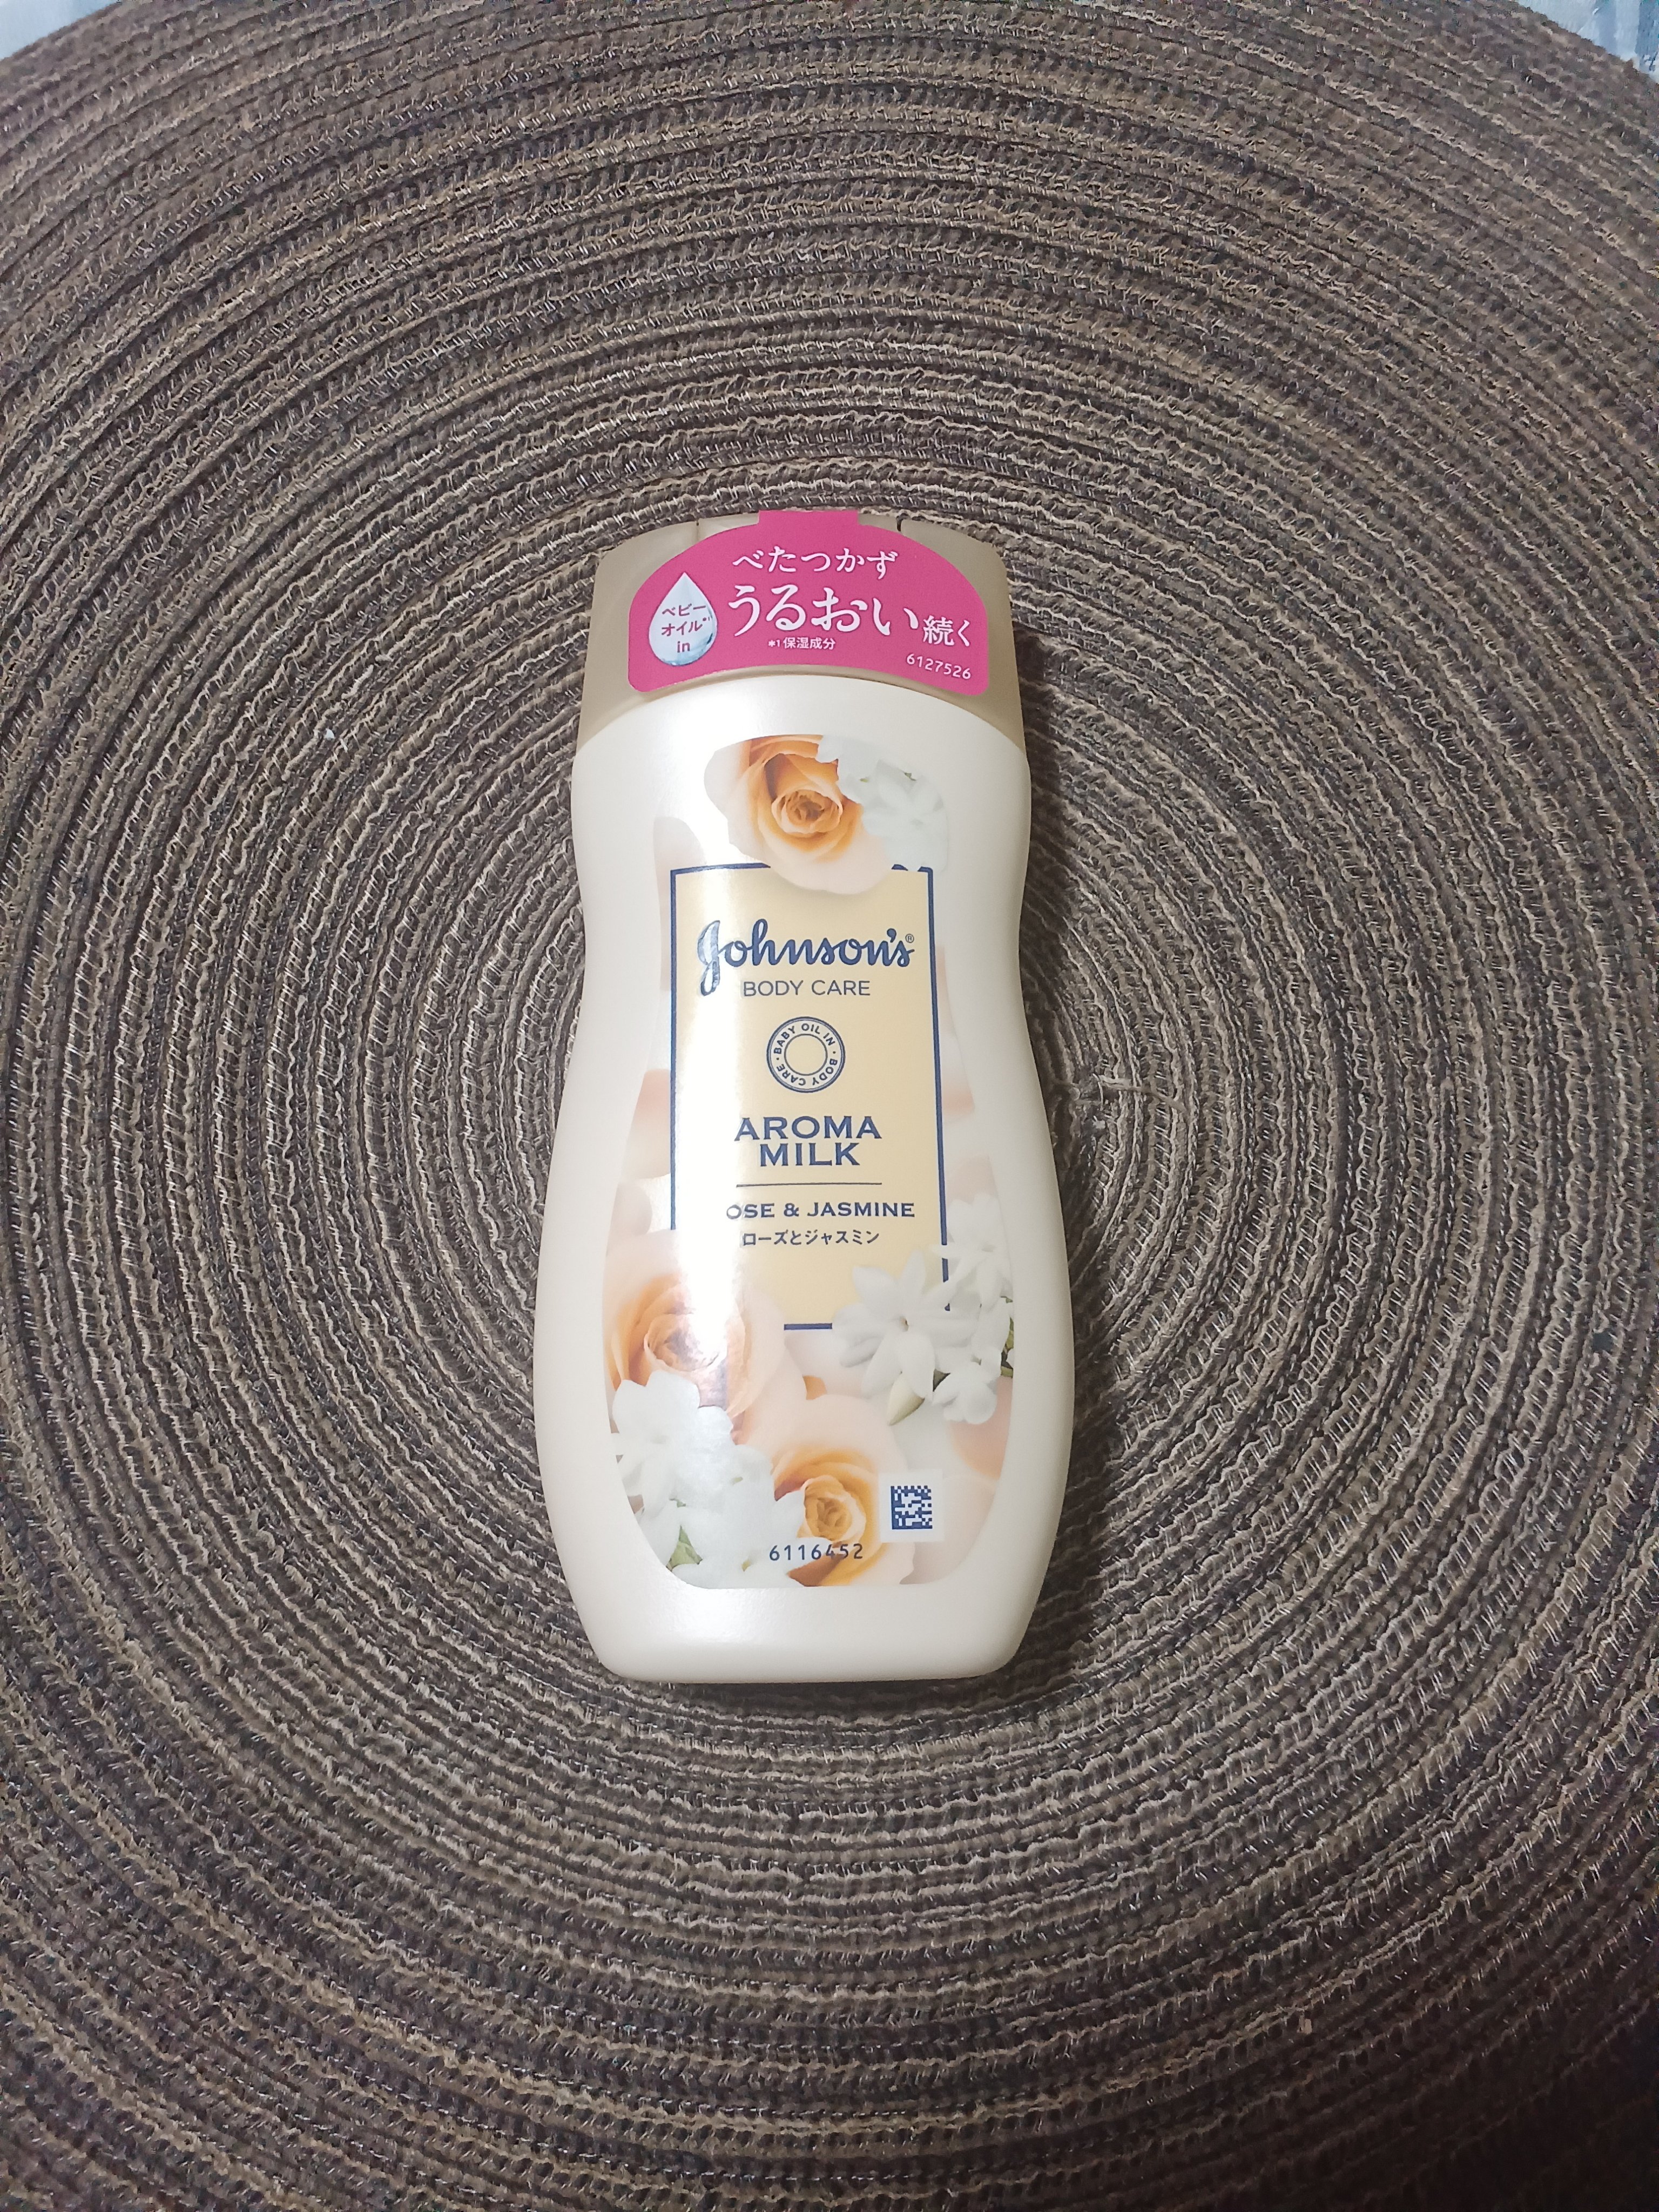 べたつかず
ベビー
オイル*¹
in
うるおい続く
*1保湿成分
6127526
Johnson's®
BODY CARE
BABY OIL IN · BODY CARE ·
AROMA
MILK
OSE & JASMINE
ローズとジャスミン
6116452